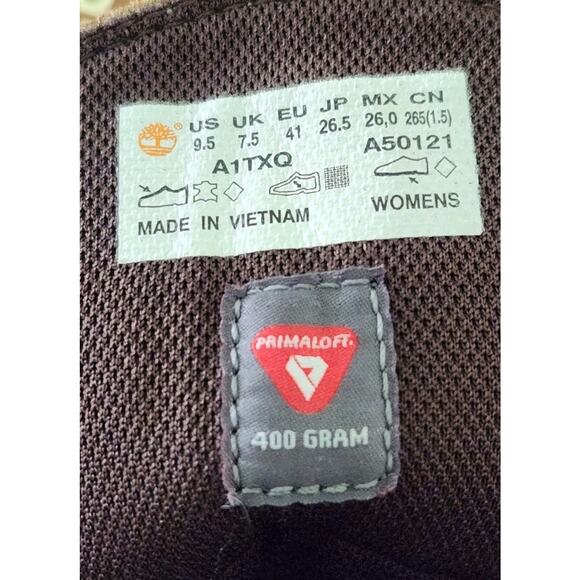 US UK EU JP MX CN
9.5 7.5 41 26.5 26,0 265(1.5)
A1TXQ A50121
MADE IN VIETNAM WOMENS
PRIMALOFT®
400 GRAM